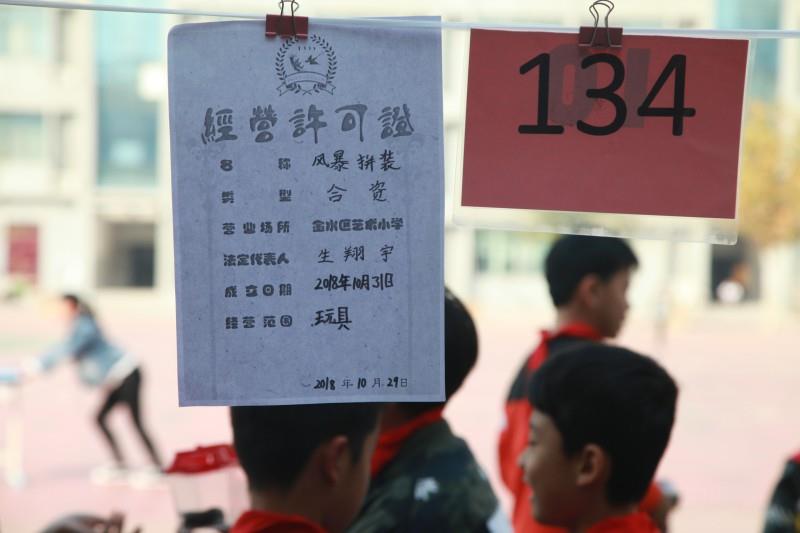 經營許可證
名称 风暴拼装
类型 合资
营业场所 金水区艺术小学
法定代表人 生翔宇
成立日期 2018年10月31日
经营范围 玩具
2018年10月29日
134